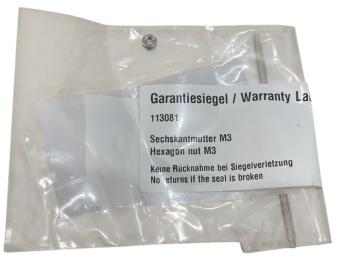 Garantiesiegel / Warranty La
113081
Sechskantmutter M3
Hexagon nut M3
Keine Rücknahme bei Siegelverletzung
No returns if the seal is broken